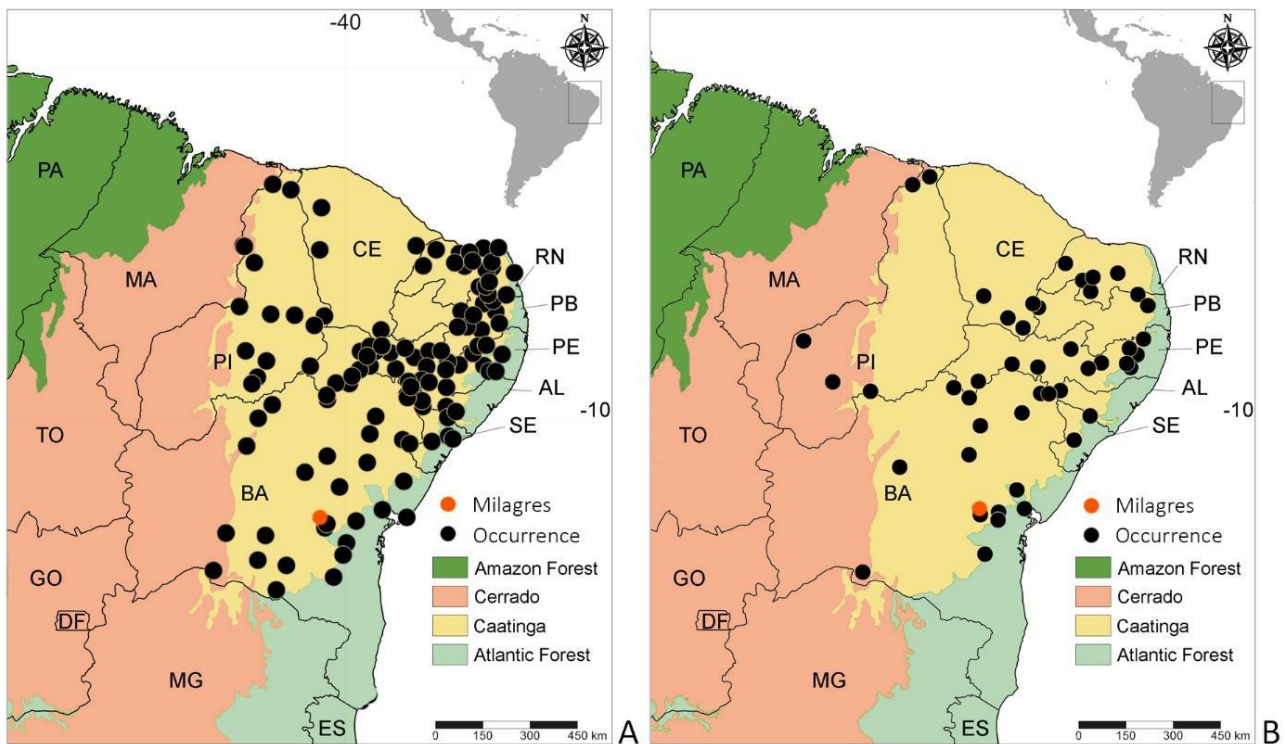 -40
N
PA
MA
CE
RN
PB
PE
PI
AL
-10
TO
SE
BA
Milagres
Occurrence
Amazon Forest
GO
Cerrado
DF
Caatinga
Atlantic Forest
MG
ES
0 150 300 450 km
A
N
PA
MA
CE
RN
PB
PE
PI
AL
-10
TO
SE
BA
Milagres
Occurrence
Amazon Forest
GO
Cerrado
DF
Caatinga
Atlantic Forest
MG
ES
0 150 300 450 km
B